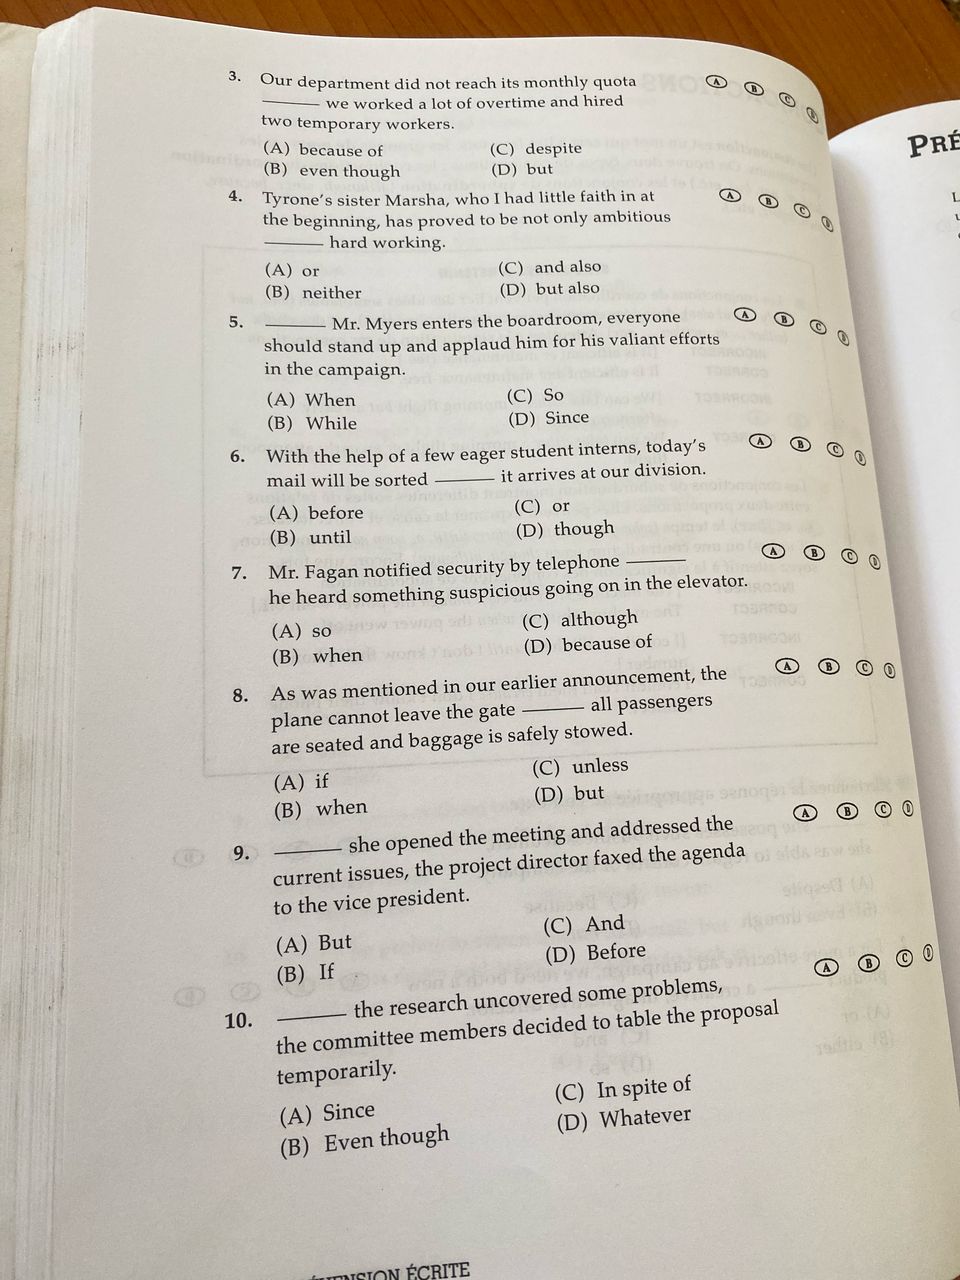 3. Our department did not reach its monthly quota
______ we worked a lot of overtime and hired
two temporary workers.
(A) because of (C) despite
(B) even though (D) but
A B C D
4. Tyrone's sister Marsha, who I had little faith in at
the beginning, has proved to be not only ambitious
______ hard working.
(A) or (C) and also
(B) neither (D) but also
A B C D
5. ______ Mr. Myers enters the boardroom, everyone
should stand up and applaud him for his valiant efforts
in the campaign.
(A) When (C) So
(B) While (D) Since
A B C D
6. With the help of a few eager student interns, today's
mail will be sorted ______ it arrives at our division.
(A) before (C) or
(B) until (D) though
A B C D
7. Mr. Fagan notified security by telephone ______
he heard something suspicious going on in the elevator.
(A) so (C) although
(B) when (D) because of
A B C D
8. As was mentioned in our earlier announcement, the
plane cannot leave the gate ______ all passengers
are seated and baggage is safely stowed.
(A) if (C) unless
(B) when (D) but
A B C D
9. ______ she opened the meeting and addressed the
current issues, the project director faxed the agenda
to the vice president.
(A) But (C) And
(B) If (D) Before
A B C D
10. ______ the research uncovered some problems,
the committee members decided to table the proposal
temporarily.
(A) Since (C) In spite of
(B) Even though (D) Whatever
A B C D
ÉCRITE
PRÉ